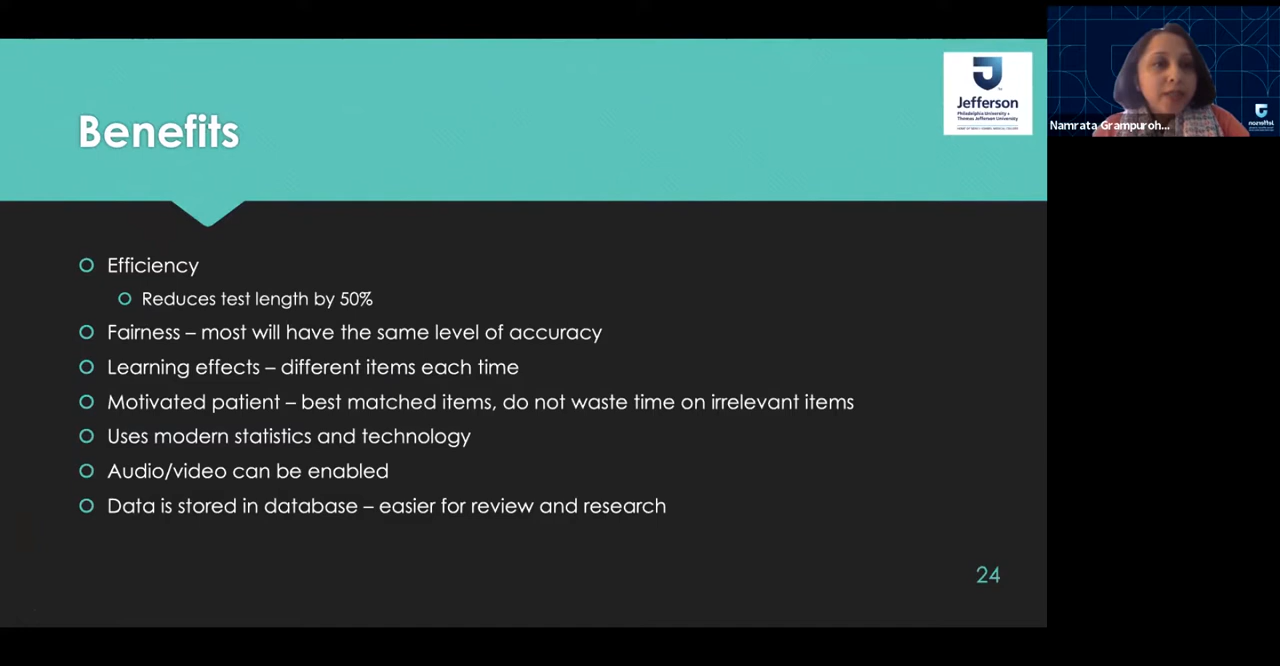 Benefits
Jefferson
Philadelphia University +
Thomas Jefferson University
Namrata Grampuroh...
Efficiency
Reduces test length by 50%
Fairness – most will have the same level of accuracy
Learning effects – different items each time
Motivated patient – best matched items, do not waste time on irrelevant items
Uses modern statistics and technology
Audio/video can be enabled
Data is stored in database – easier for review and research
24